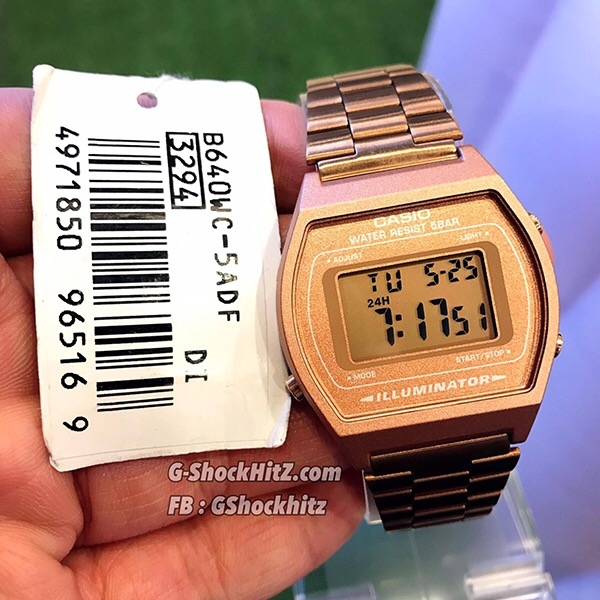 B640WC-5ADF DI
3294
4971850 96516 9
CASIO
WATER RESIST 5BAR
• ADJUST
LIGHT •
TU 5-25
24H
7:17 51
• MODE
START/STOP •
ILLUMINATOR
G-ShockHitZ.com
FB : GShockhitz